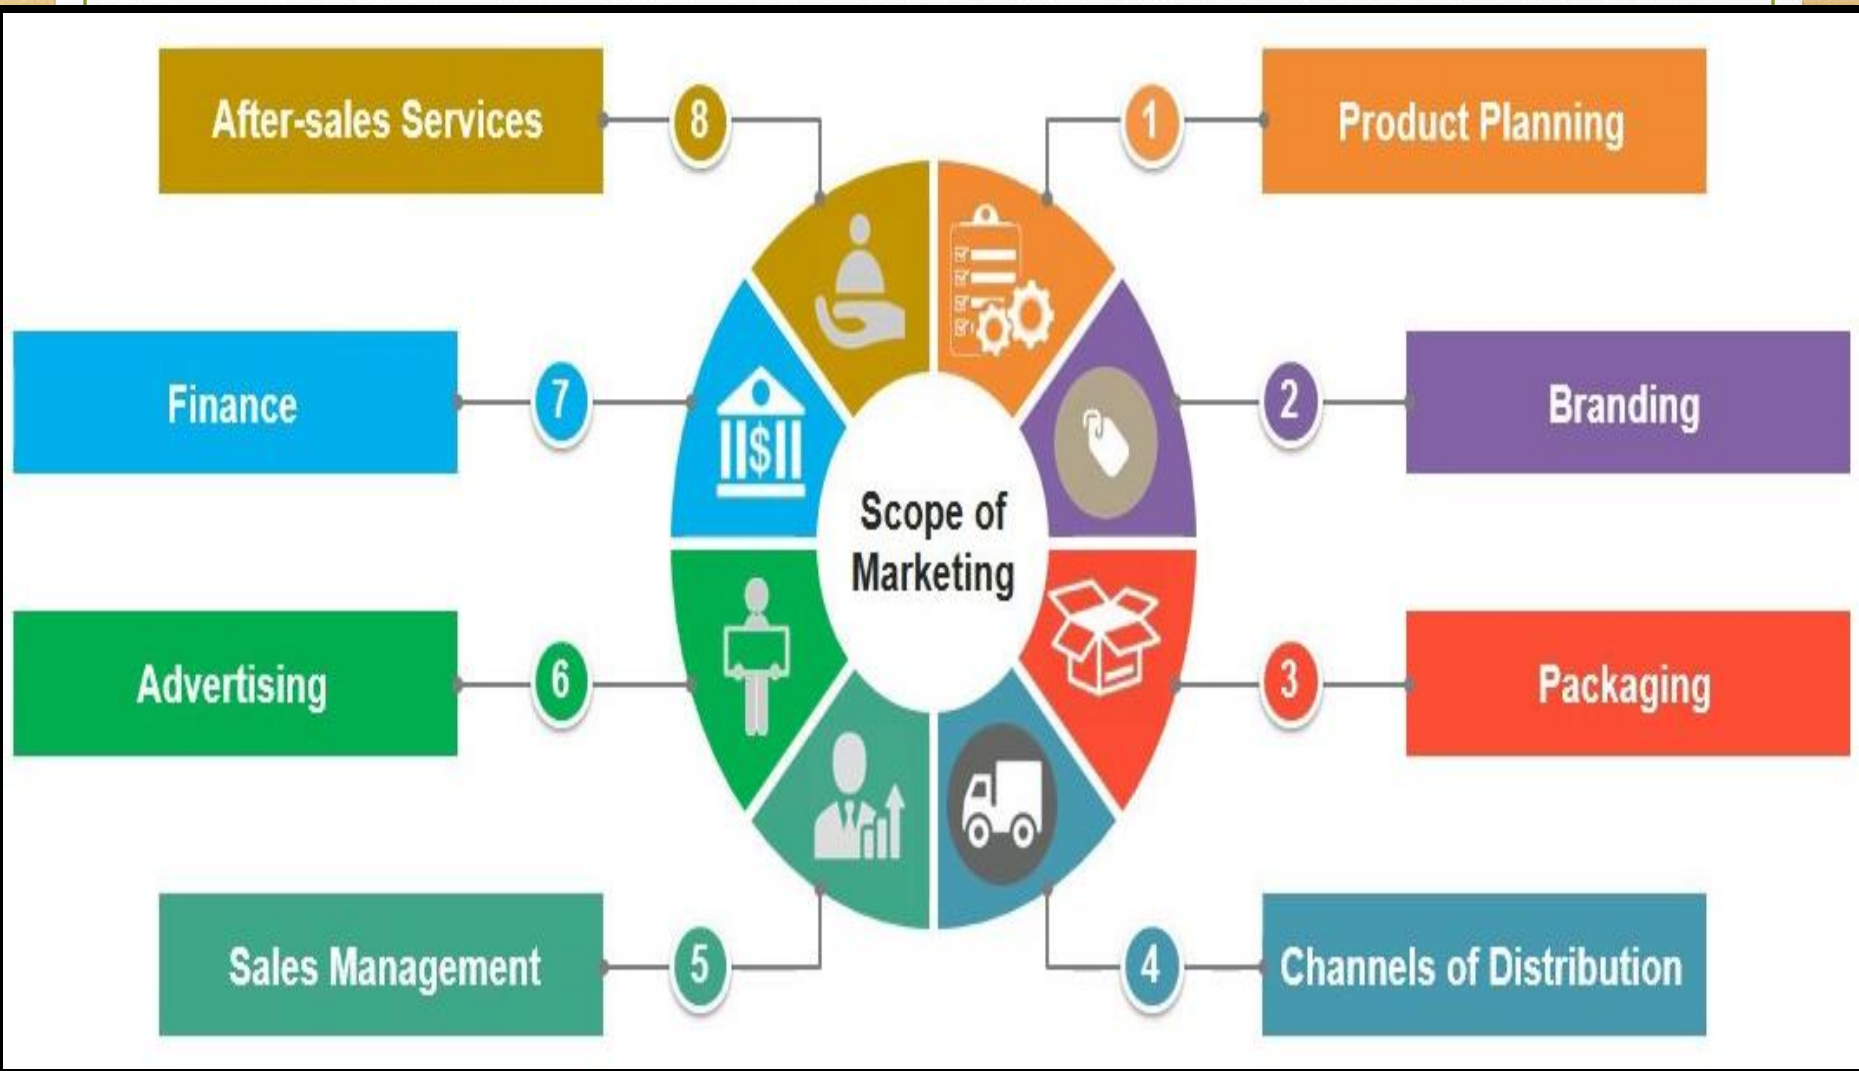 Scope of
Marketing
1
Product Planning
2
Branding
3
Packaging
4
Channels of Distribution
5
Sales Management
6
Advertising
7
Finance
$
8
After-sales Services